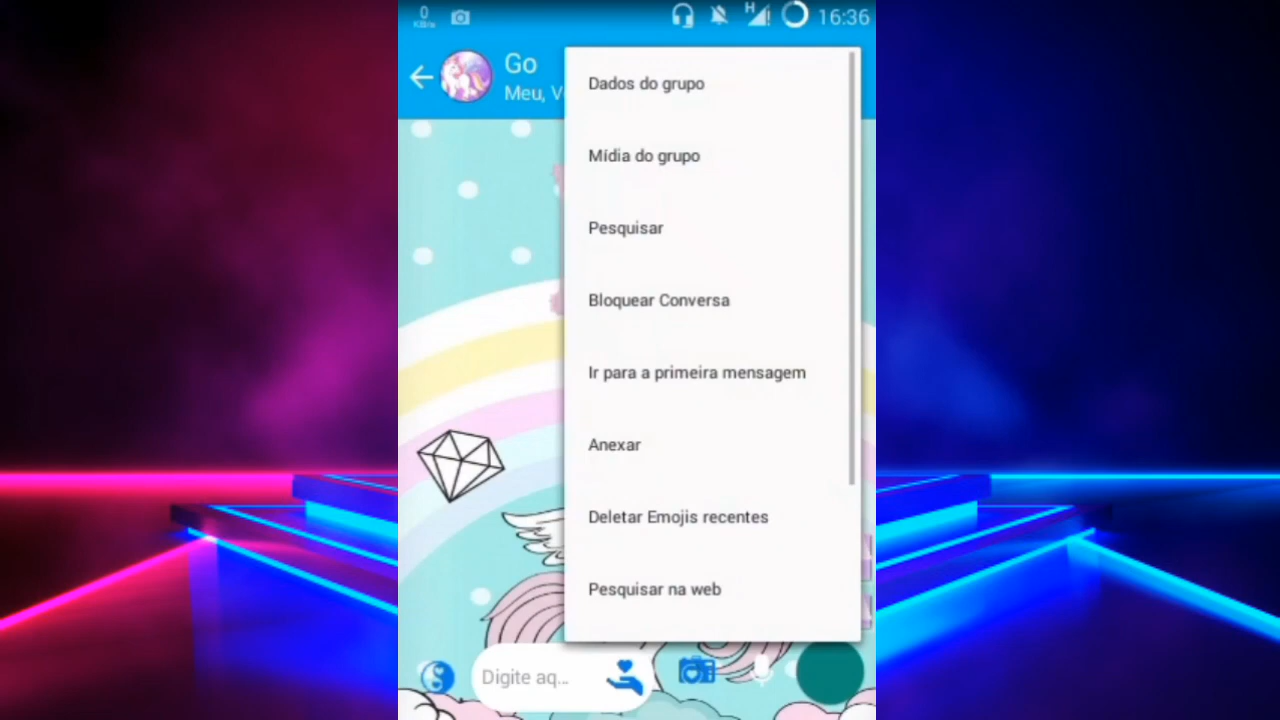 0
KB/s
H
16:36
Go
Meu, V
Dados do grupo
Mídia do grupo
Pesquisar
Bloquear Conversa
Ir para a primeira mensagem
Anexar
Deletar Emojis recentes
Pesquisar na web
Digite aq...